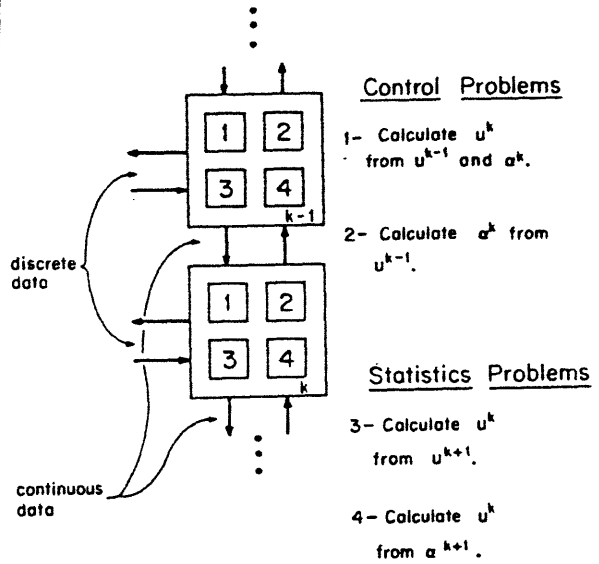 Control Problems
1 2
1- Calculate u^k
from u^{k-1} and α^k.
3 4
k-1
2- Calculate α^k from
u^{k-1}.
discrete
data
1 2
3 4
k
Statistics Problems
3- Calculate u^k
from u^{k+1}.
continuous
data
4- Calculate u^k
from α^{k+1}.